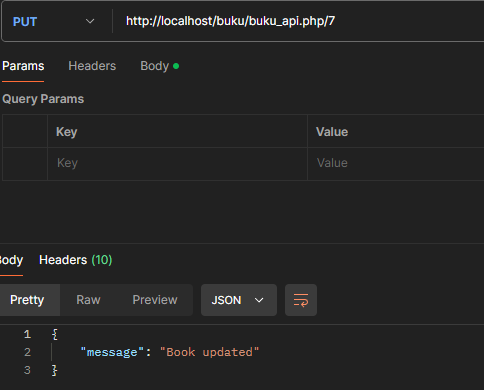 PUT http://localhost/buku/buku_api.php/7
Params Headers Body
Query Params
Key Value
Key Value
Body Headers (10)
Pretty Raw Preview JSON
1 {
2 "message": "Book updated"
3 }